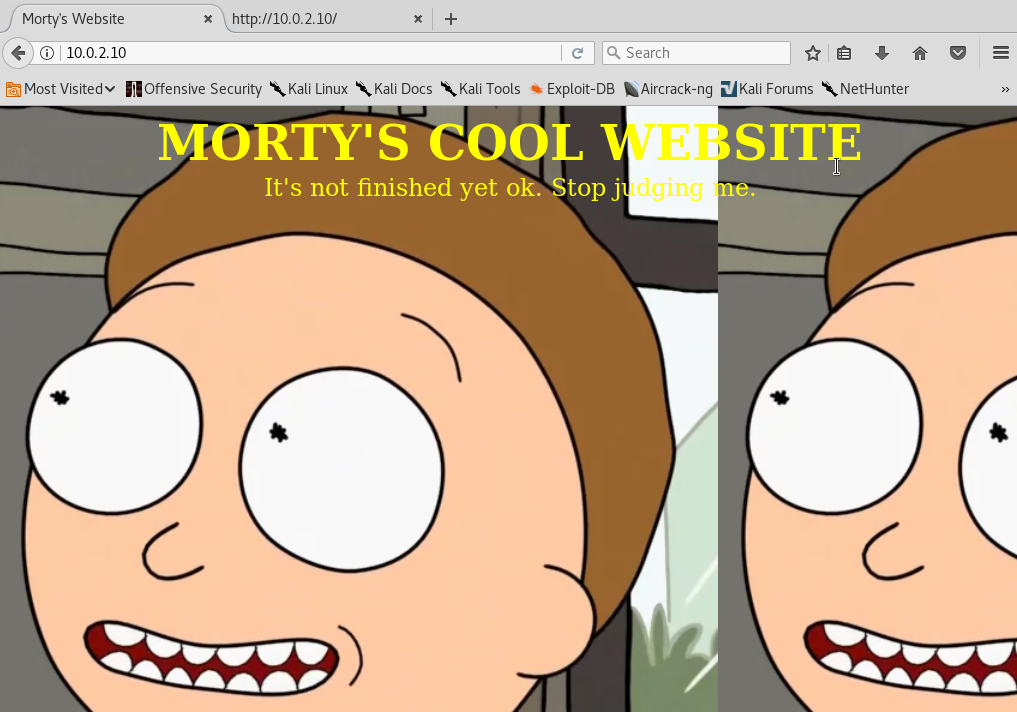 Morty's Website
http://10.0.2.10/
10.0.2.10
Search
Most Visited
Offensive Security
Kali Linux
Kali Docs
Kali Tools
Exploit-DB
Aircrack-ng
Kali Forums
NetHunter
MORTY'S COOL WEBSITE
It's not finished yet ok. Stop judging me.